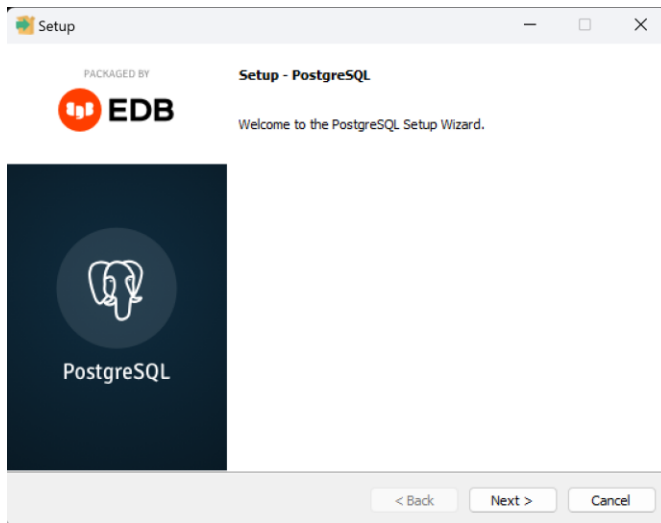 Setup
PACKAGED BY
EDB
Setup - PostgreSQL
Welcome to the PostgreSQL Setup Wizard.
PostgreSQL
< Back
Next >
Cancel